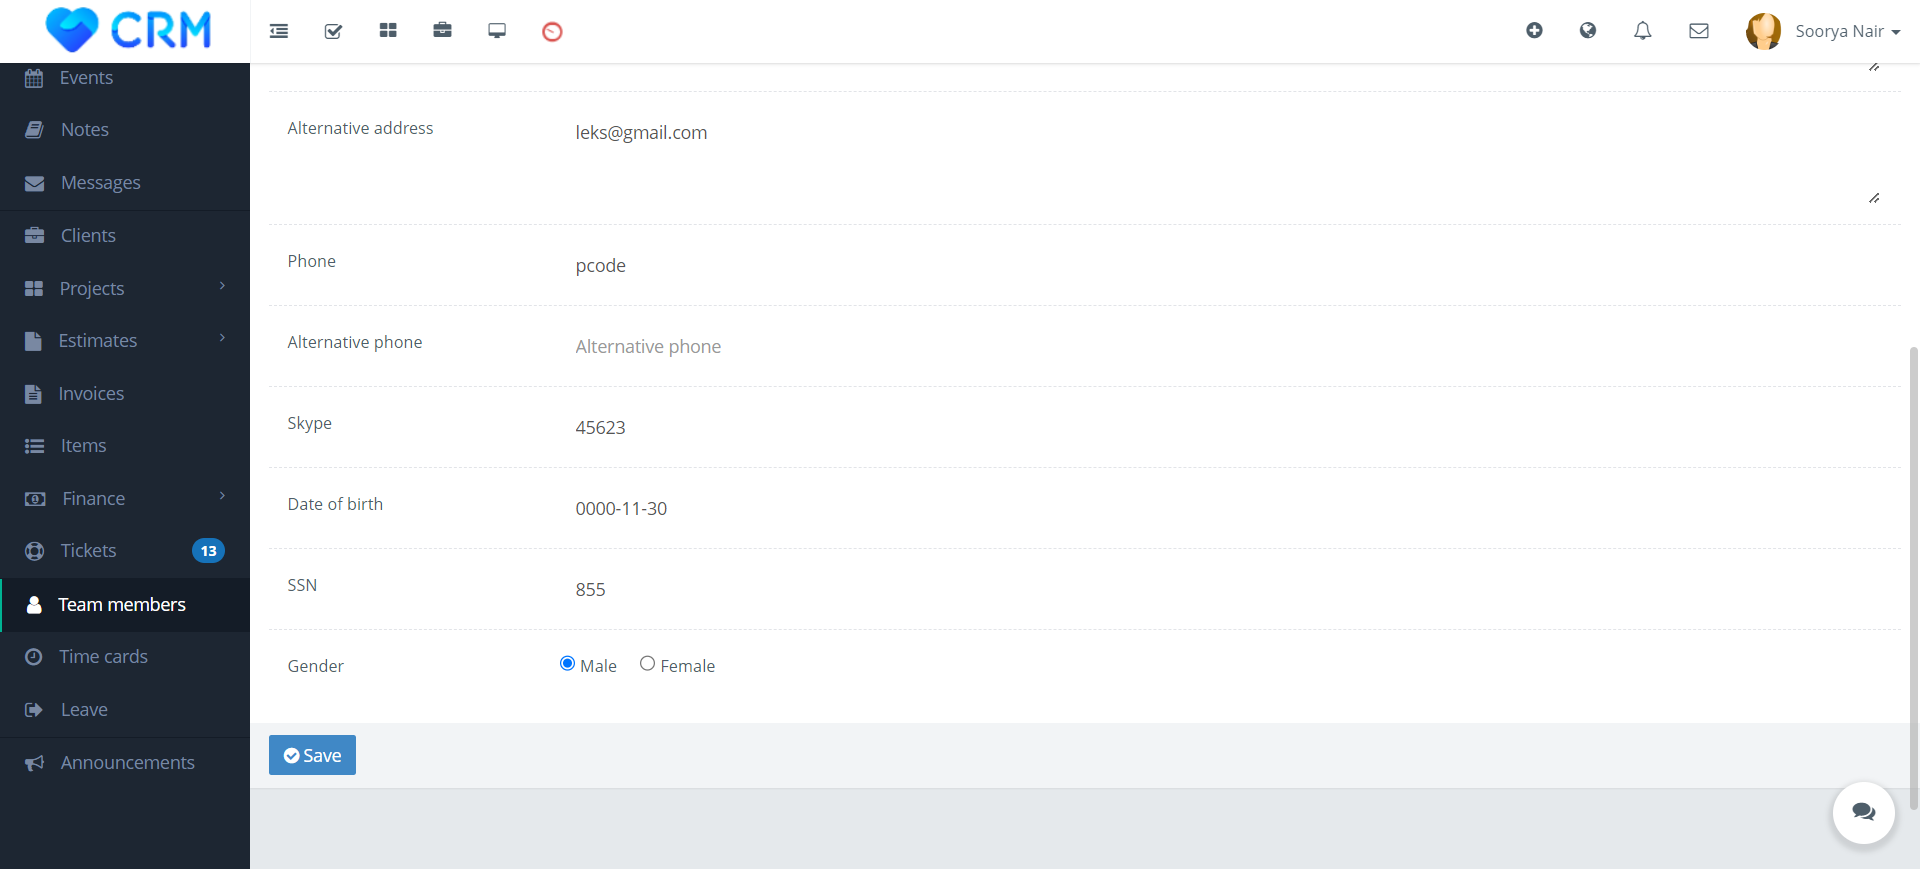 CRM
Soorya Nair
Events
Notes
Messages
Clients
Projects
Estimates
Invoices
Items
Finance
Tickets 13
Team members
Time cards
Leave
Announcements
Alternative address leks@gmail.com
Phone pcode
Alternative phone Alternative phone
Skype 45623
Date of birth 0000-11-30
SSN 855
Gender Male Female
Save